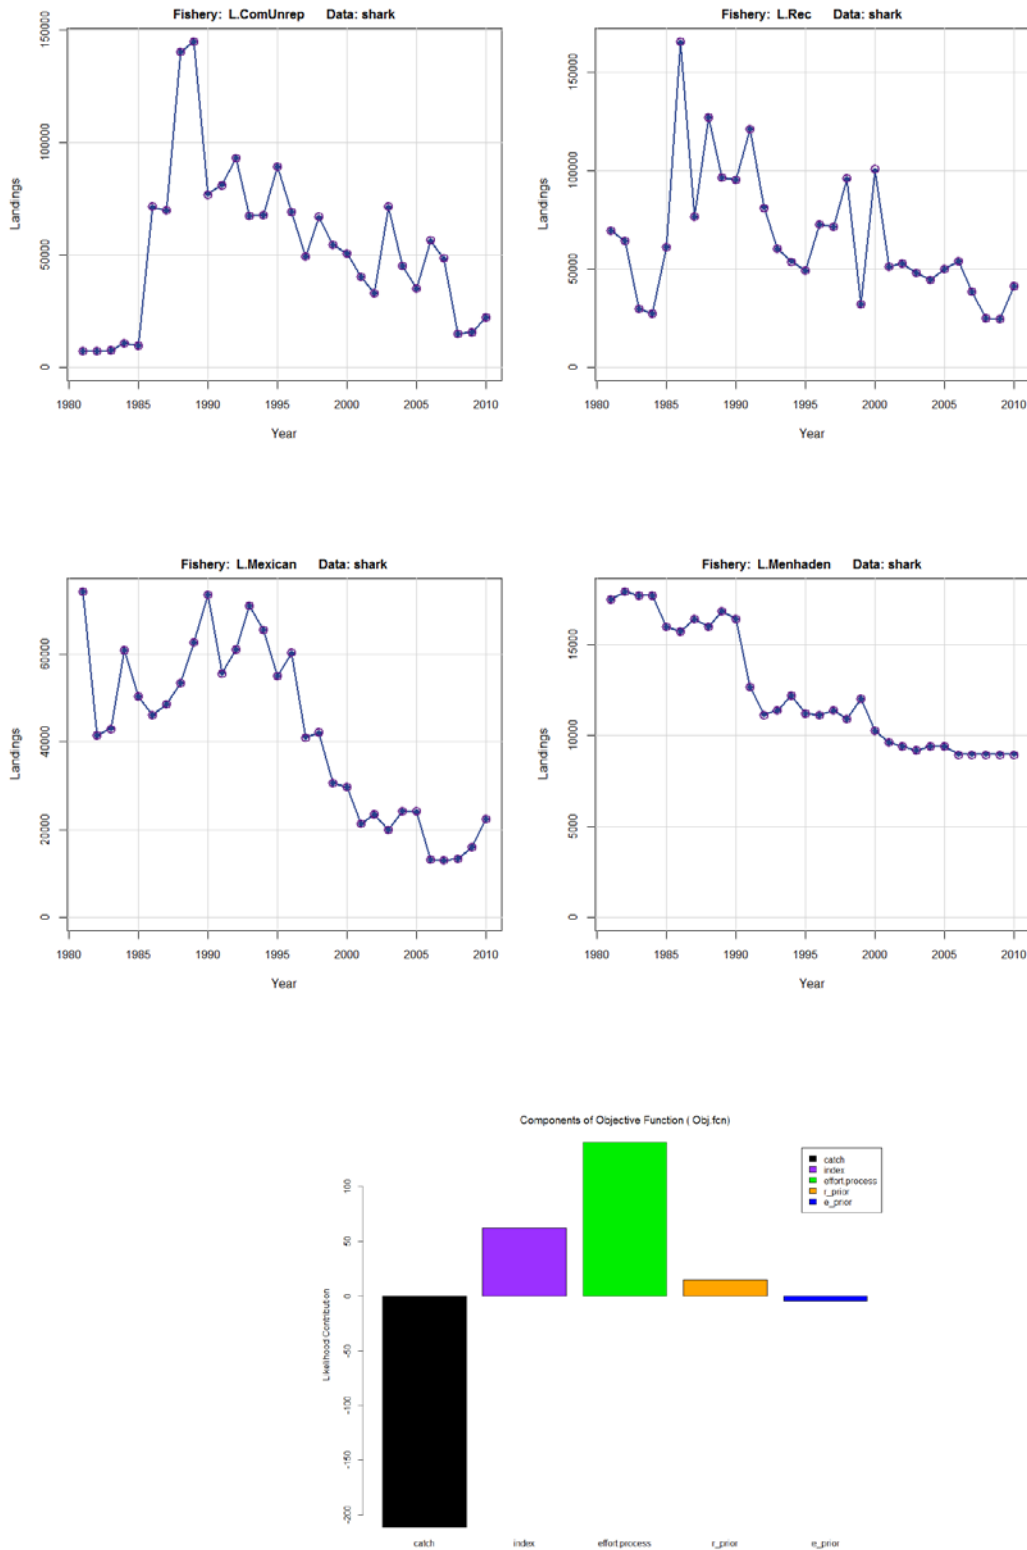 Fishery: L.ComUnrep Data: shark
Landings
150000
100000
50000
0
1980 1985 1990 1995 2000 2005 2010
Year
Fishery: L.Rec Data: shark
Landings
150000
100000
50000
0
1980 1985 1990 1995 2000 2005 2010
Year
Fishery: L.Mexican Data: shark
Landings
60000
40000
20000
0
1980 1985 1990 1995 2000 2005 2010
Year
Fishery: L.Menhaden Data: shark
Landings
15000
10000
5000
0
1980 1985 1990 1995 2000 2005 2010
Year
Components of Objective Function ( Obj.fcn)
Likelihood Contribution
100
50
0
-50
-100
-150
-200
catch
index
effort.process
r_prior
e_prior
catch index effort.process r_prior e_prior